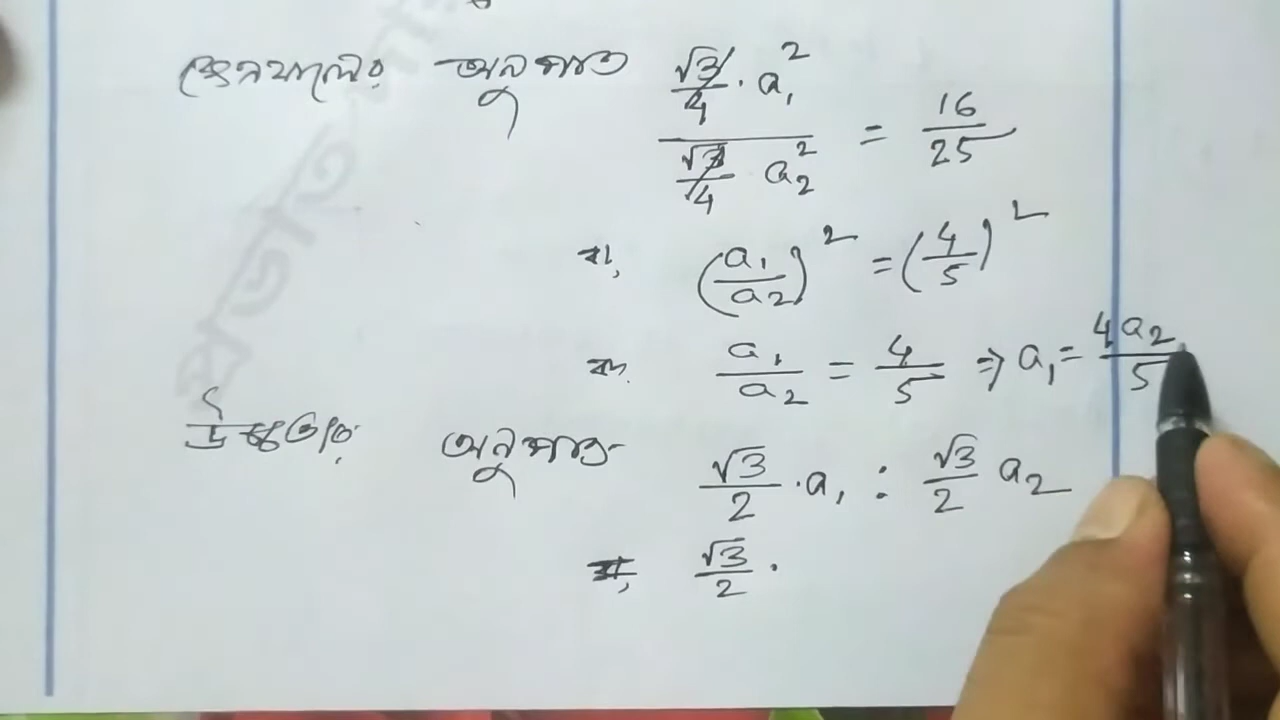 ক্ষেত্রফলের অনুপাত (√3/4 · a₁²) / (√3/4 a₂²) = 16/25
বা, (a₁/a₂)² = (4/5)²
বা, a₁/a₂ = 4/5 ⇒ a₁ = 4a₂/5
উচ্চতার অনুপাত √3/2 · a₁ : √3/2 a₂
বা, √3/2 ·